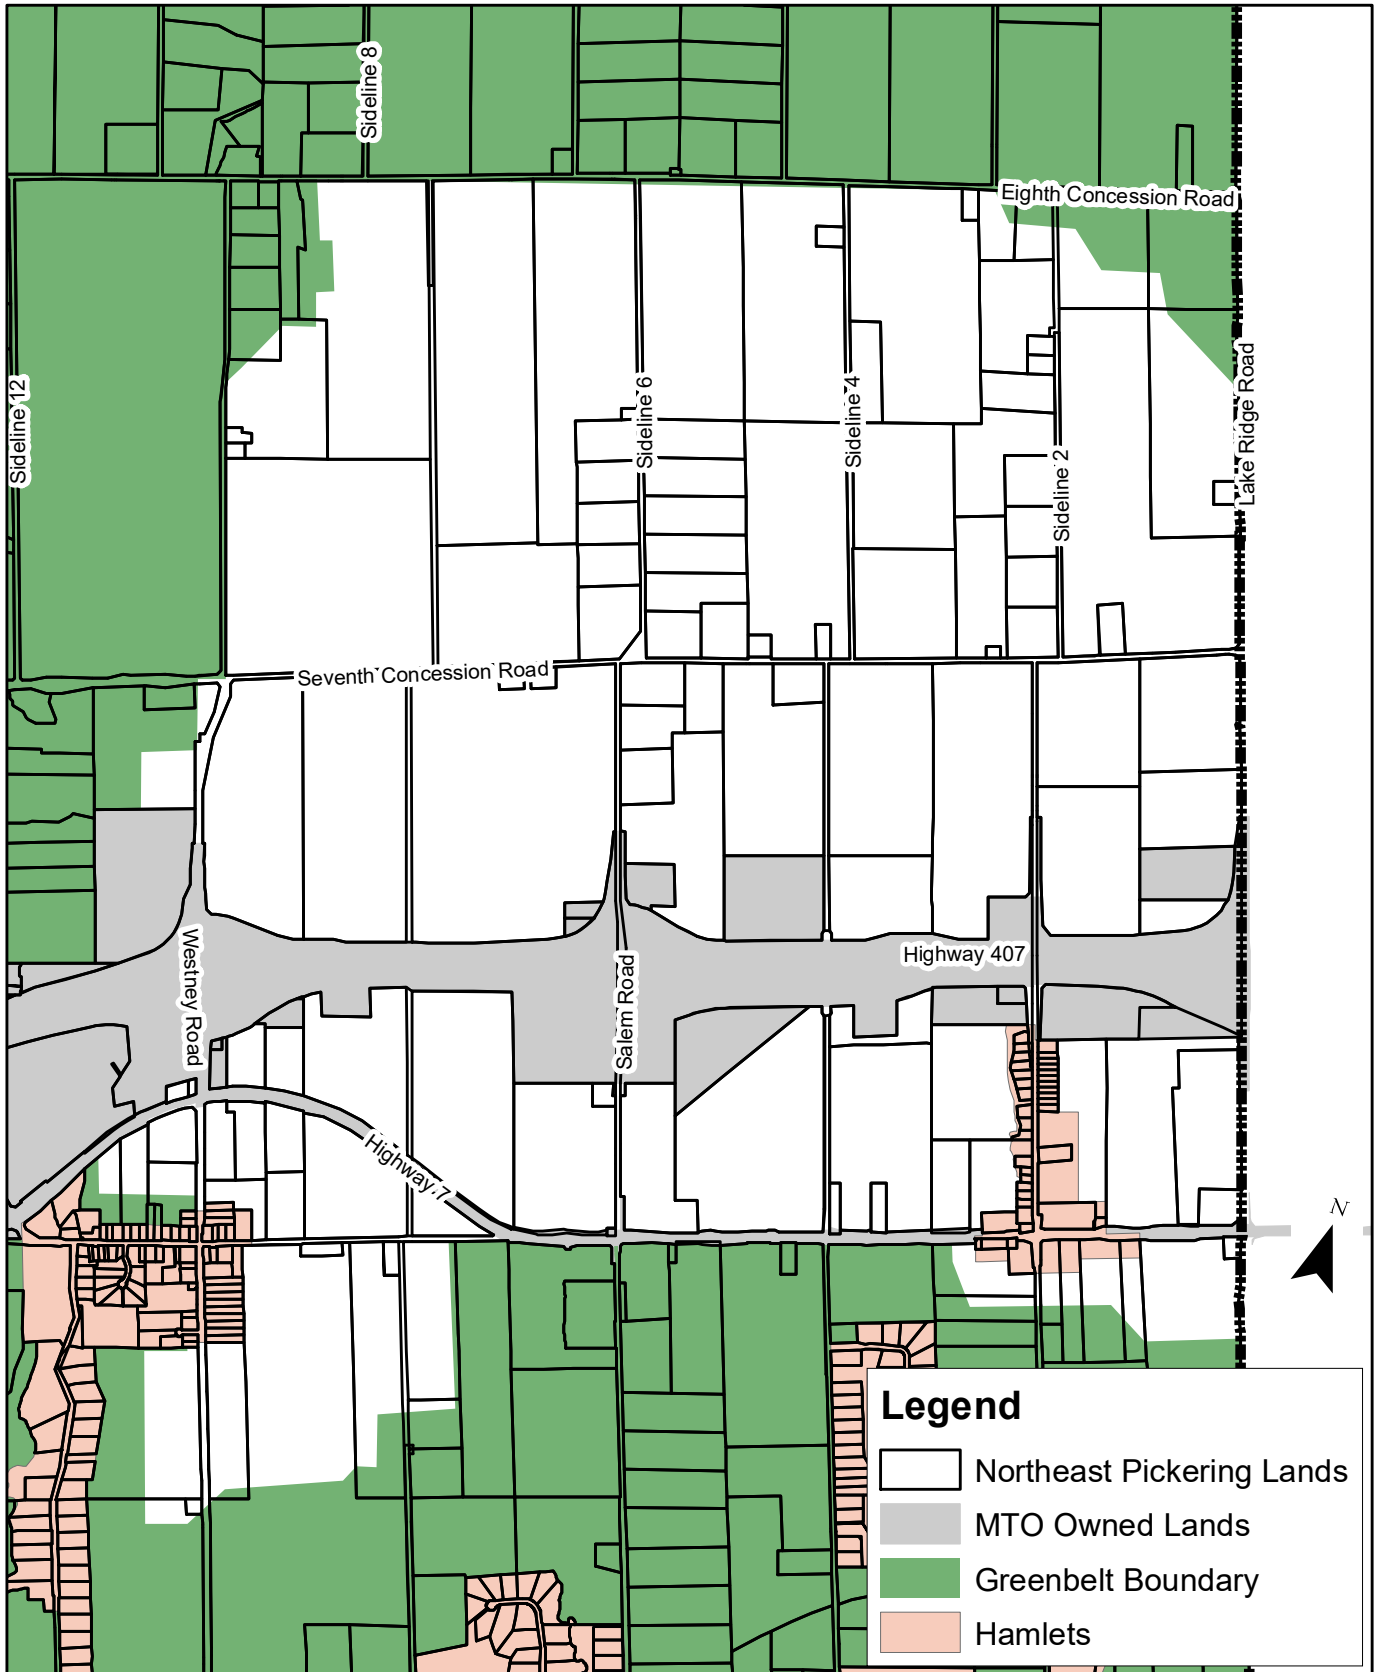 Sideline 8
Eighth Concession Road
Sideline 12
Sideline 6
Sideline 4
Sideline 2
Lake Ridge Road
Seventh Concession Road
Westney Road
Salem Road
Highway 407
Highway 7
N
Legend
Northeast Pickering Lands
MTO Owned Lands
Greenbelt Boundary
Hamlets